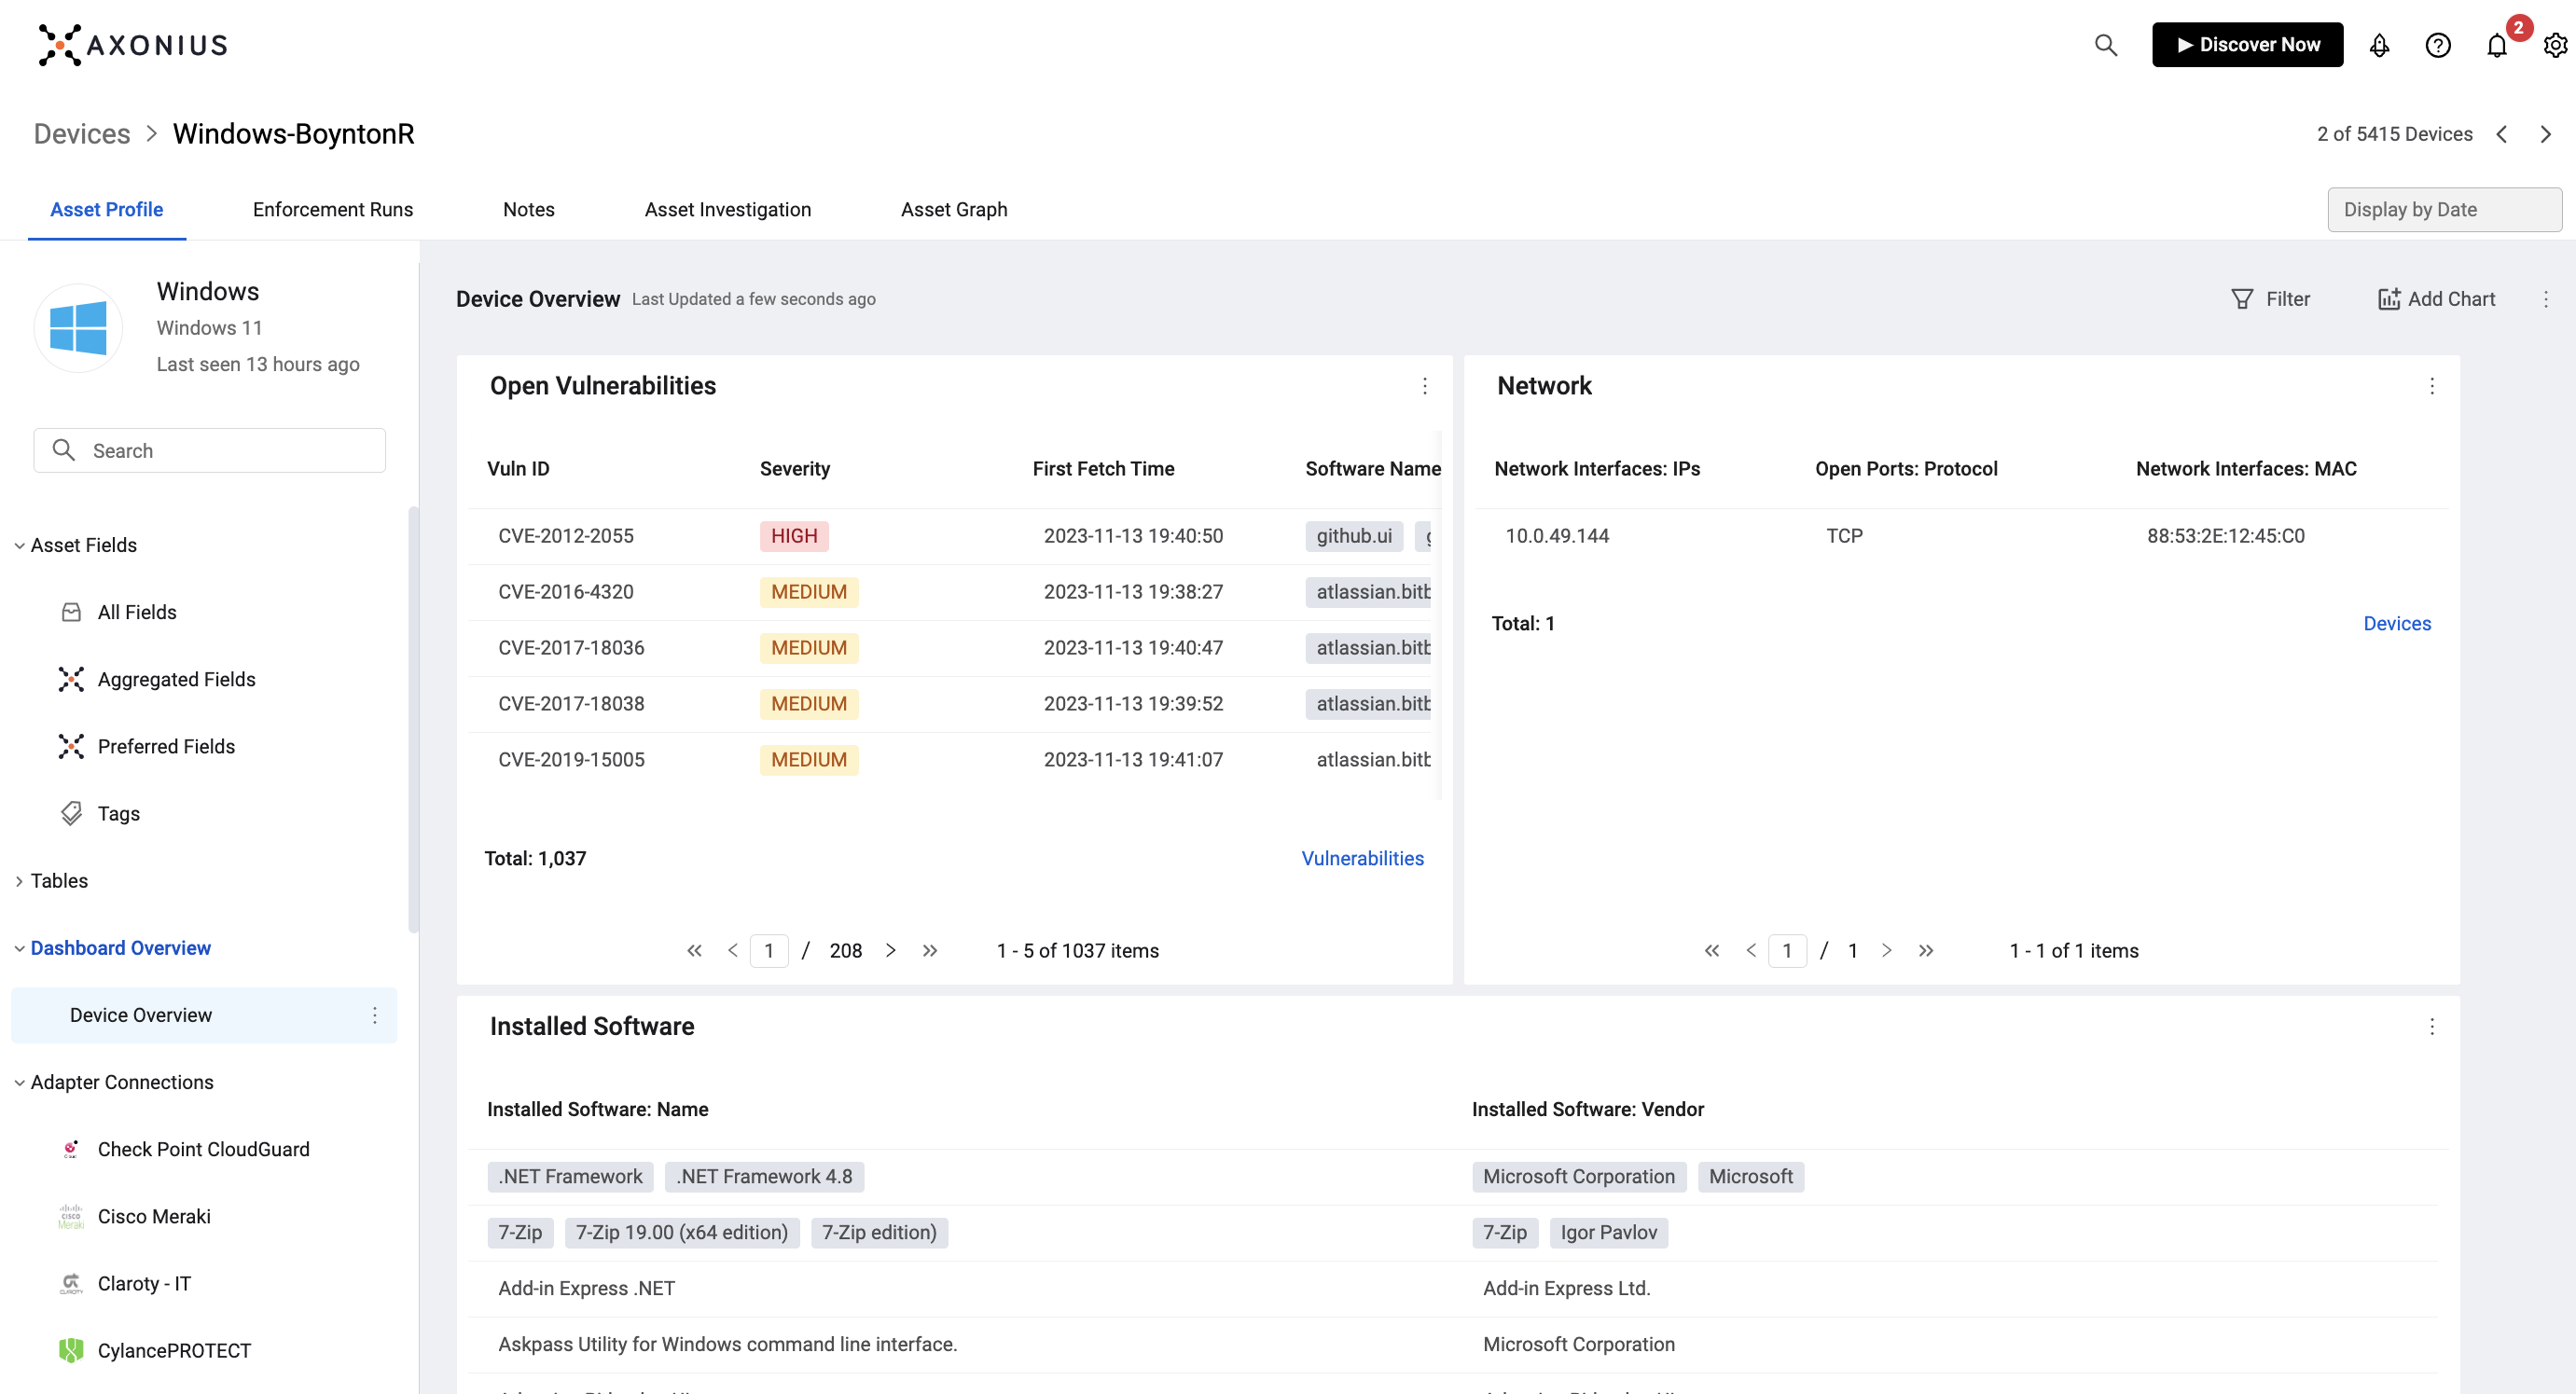 AXONIUS
Discover Now
2
Devices > Windows-BoyntonR
2 of 5415 Devices
Asset Profile Enforcement Runs Notes Asset Investigation Asset Graph Display by Date
Windows
Windows 11
Last seen 13 hours ago
Search
Asset Fields
All Fields
Aggregated Fields
Preferred Fields
Tags
Tables
Dashboard Overview
Device Overview
Adapter Connections
Check Point CloudGuard
Cisco Meraki
Claroty - IT
CylancePROTECT
Device Overview Last Updated a few seconds ago Filter Add Chart
Open Vulnerabilities
Vuln ID Severity First Fetch Time Software Name
CVE-2012-2055 HIGH 2023-11-13 19:40:50 github.ui g
CVE-2016-4320 MEDIUM 2023-11-13 19:38:27 atlassian.bitb
CVE-2017-18036 MEDIUM 2023-11-13 19:40:47 atlassian.bitb
CVE-2017-18038 MEDIUM 2023-11-13 19:39:52 atlassian.bitb
CVE-2019-15005 MEDIUM 2023-11-13 19:41:07 atlassian.bitb
Total: 1,037 Vulnerabilities
1 / 208 1 - 5 of 1037 items
Network
Network Interfaces: IPs Open Ports: Protocol Network Interfaces: MAC
10.0.49.144 TCP 88:53:2E:12:45:C0
Total: 1 Devices
1 / 1 1 - 1 of 1 items
Installed Software
Installed Software: Name Installed Software: Vendor
.NET Framework .NET Framework 4.8 Microsoft Corporation Microsoft
7-Zip 7-Zip 19.00 (x64 edition) 7-Zip edition) 7-Zip Igor Pavlov
Add-in Express .NET Add-in Express Ltd.
Askpass Utility for Windows command line interface. Microsoft Corporation